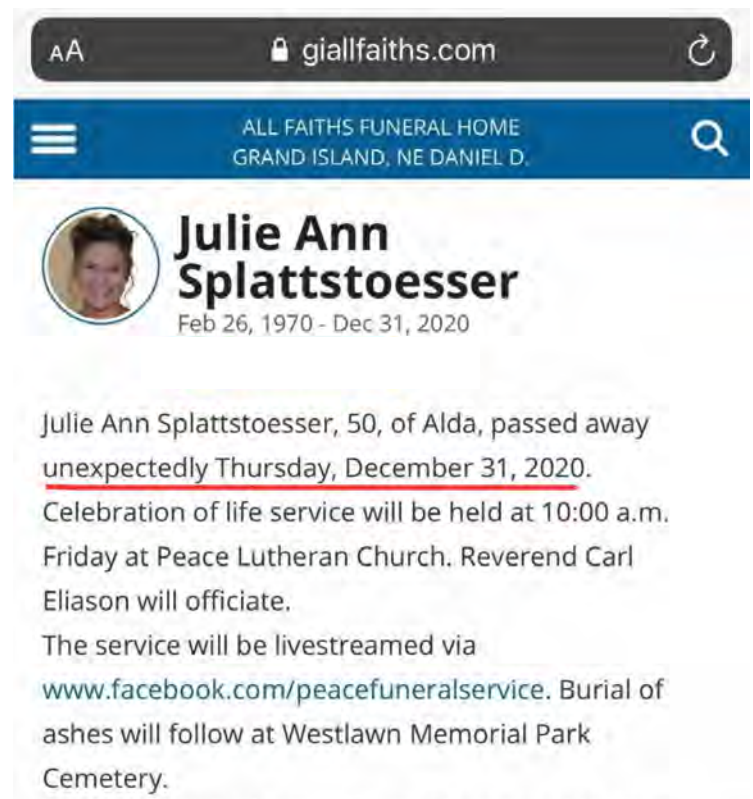 AA giallfaiths.com
ALL FAITHS FUNERAL HOME
GRAND ISLAND, NE DANIEL D.
Julie Ann
Splattstoesser
Feb 26, 1970 - Dec 31, 2020
Julie Ann Splattstoesser, 50, of Alda, passed away
unexpectedly Thursday, December 31, 2020.
Celebration of life service will be held at 10:00 a.m.
Friday at Peace Lutheran Church. Reverend Carl
Eliason will officiate.
The service will be livestreamed via
www.facebook.com/peacefuneralservice. Burial of
ashes will follow at Westlawn Memorial Park
Cemetery.